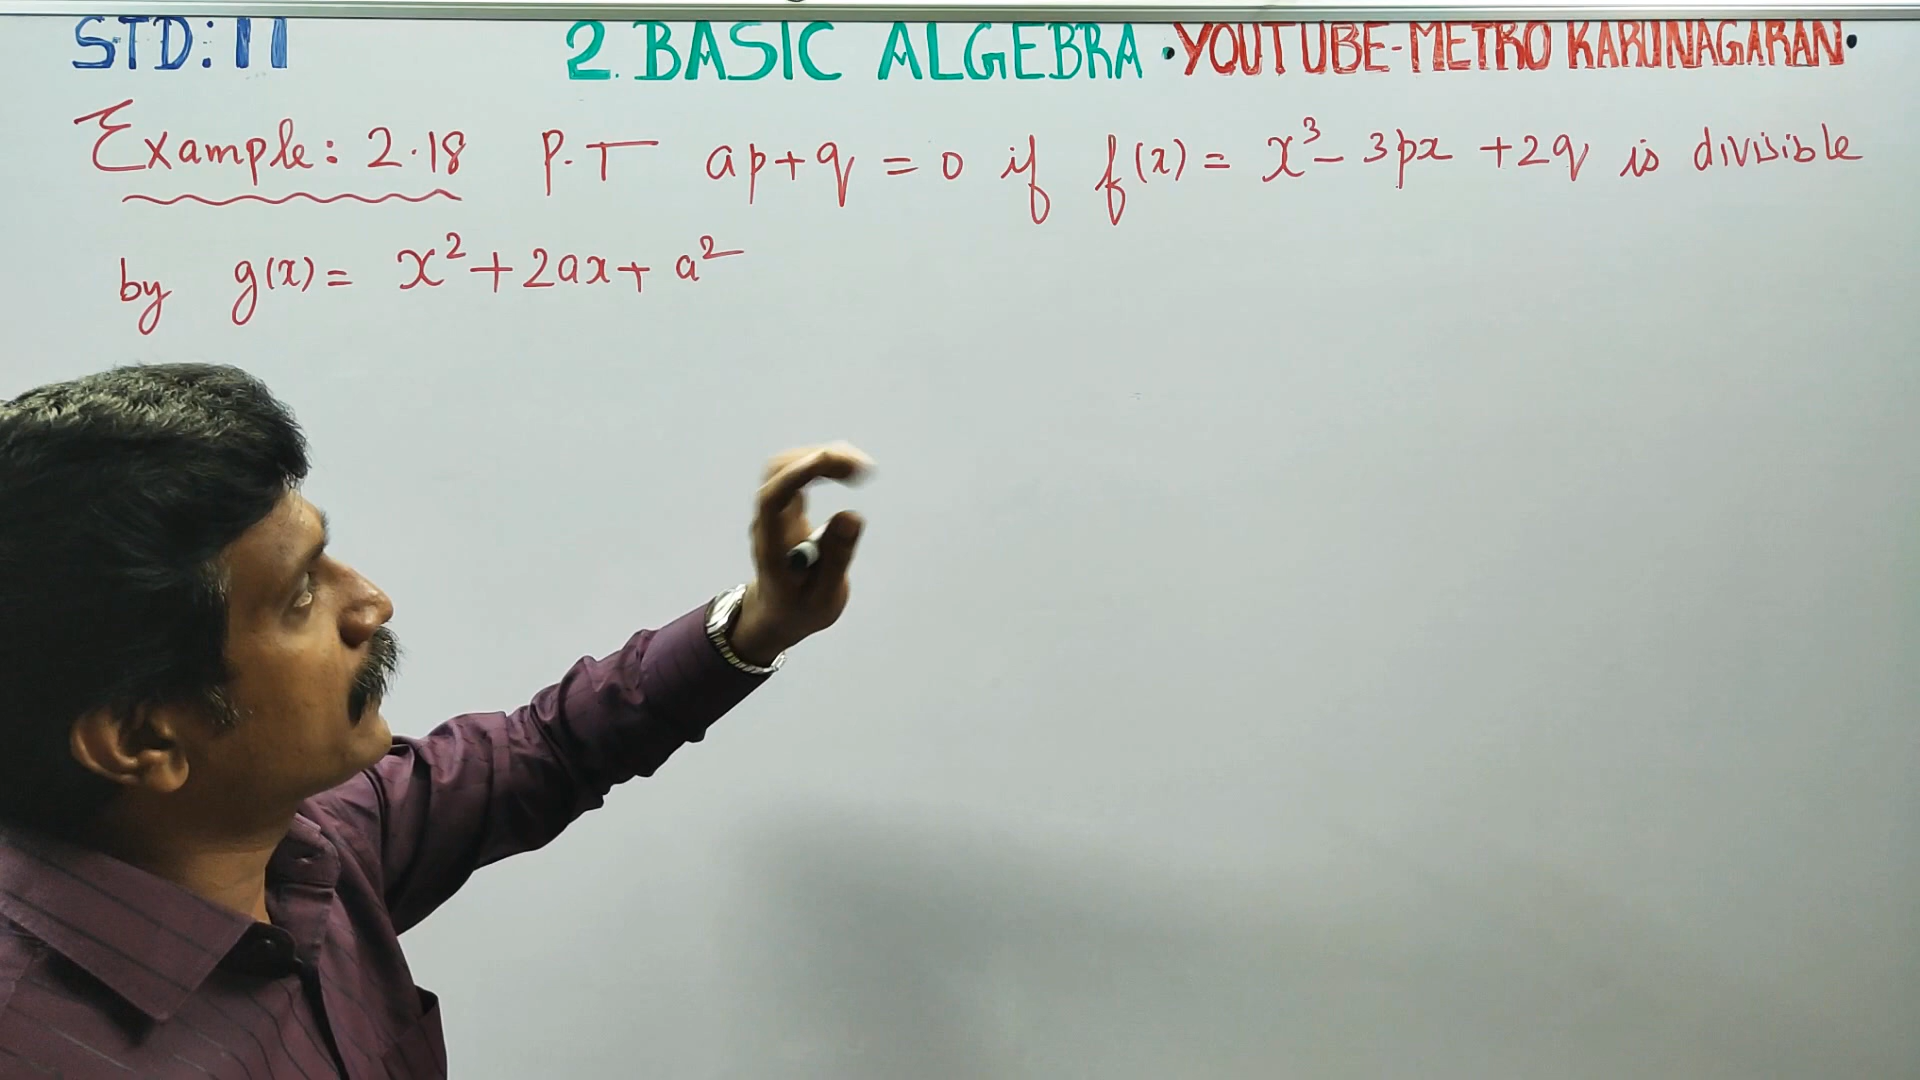 STD: 11 2. BASIC ALGEBRA • YOUTUBE-METRO KARUNAGARAN •
Example: 2.18 P.T ap+q = 0 if f(x) = x³ - 3px + 2q is divisible
by g(x) = x² + 2ax + a²